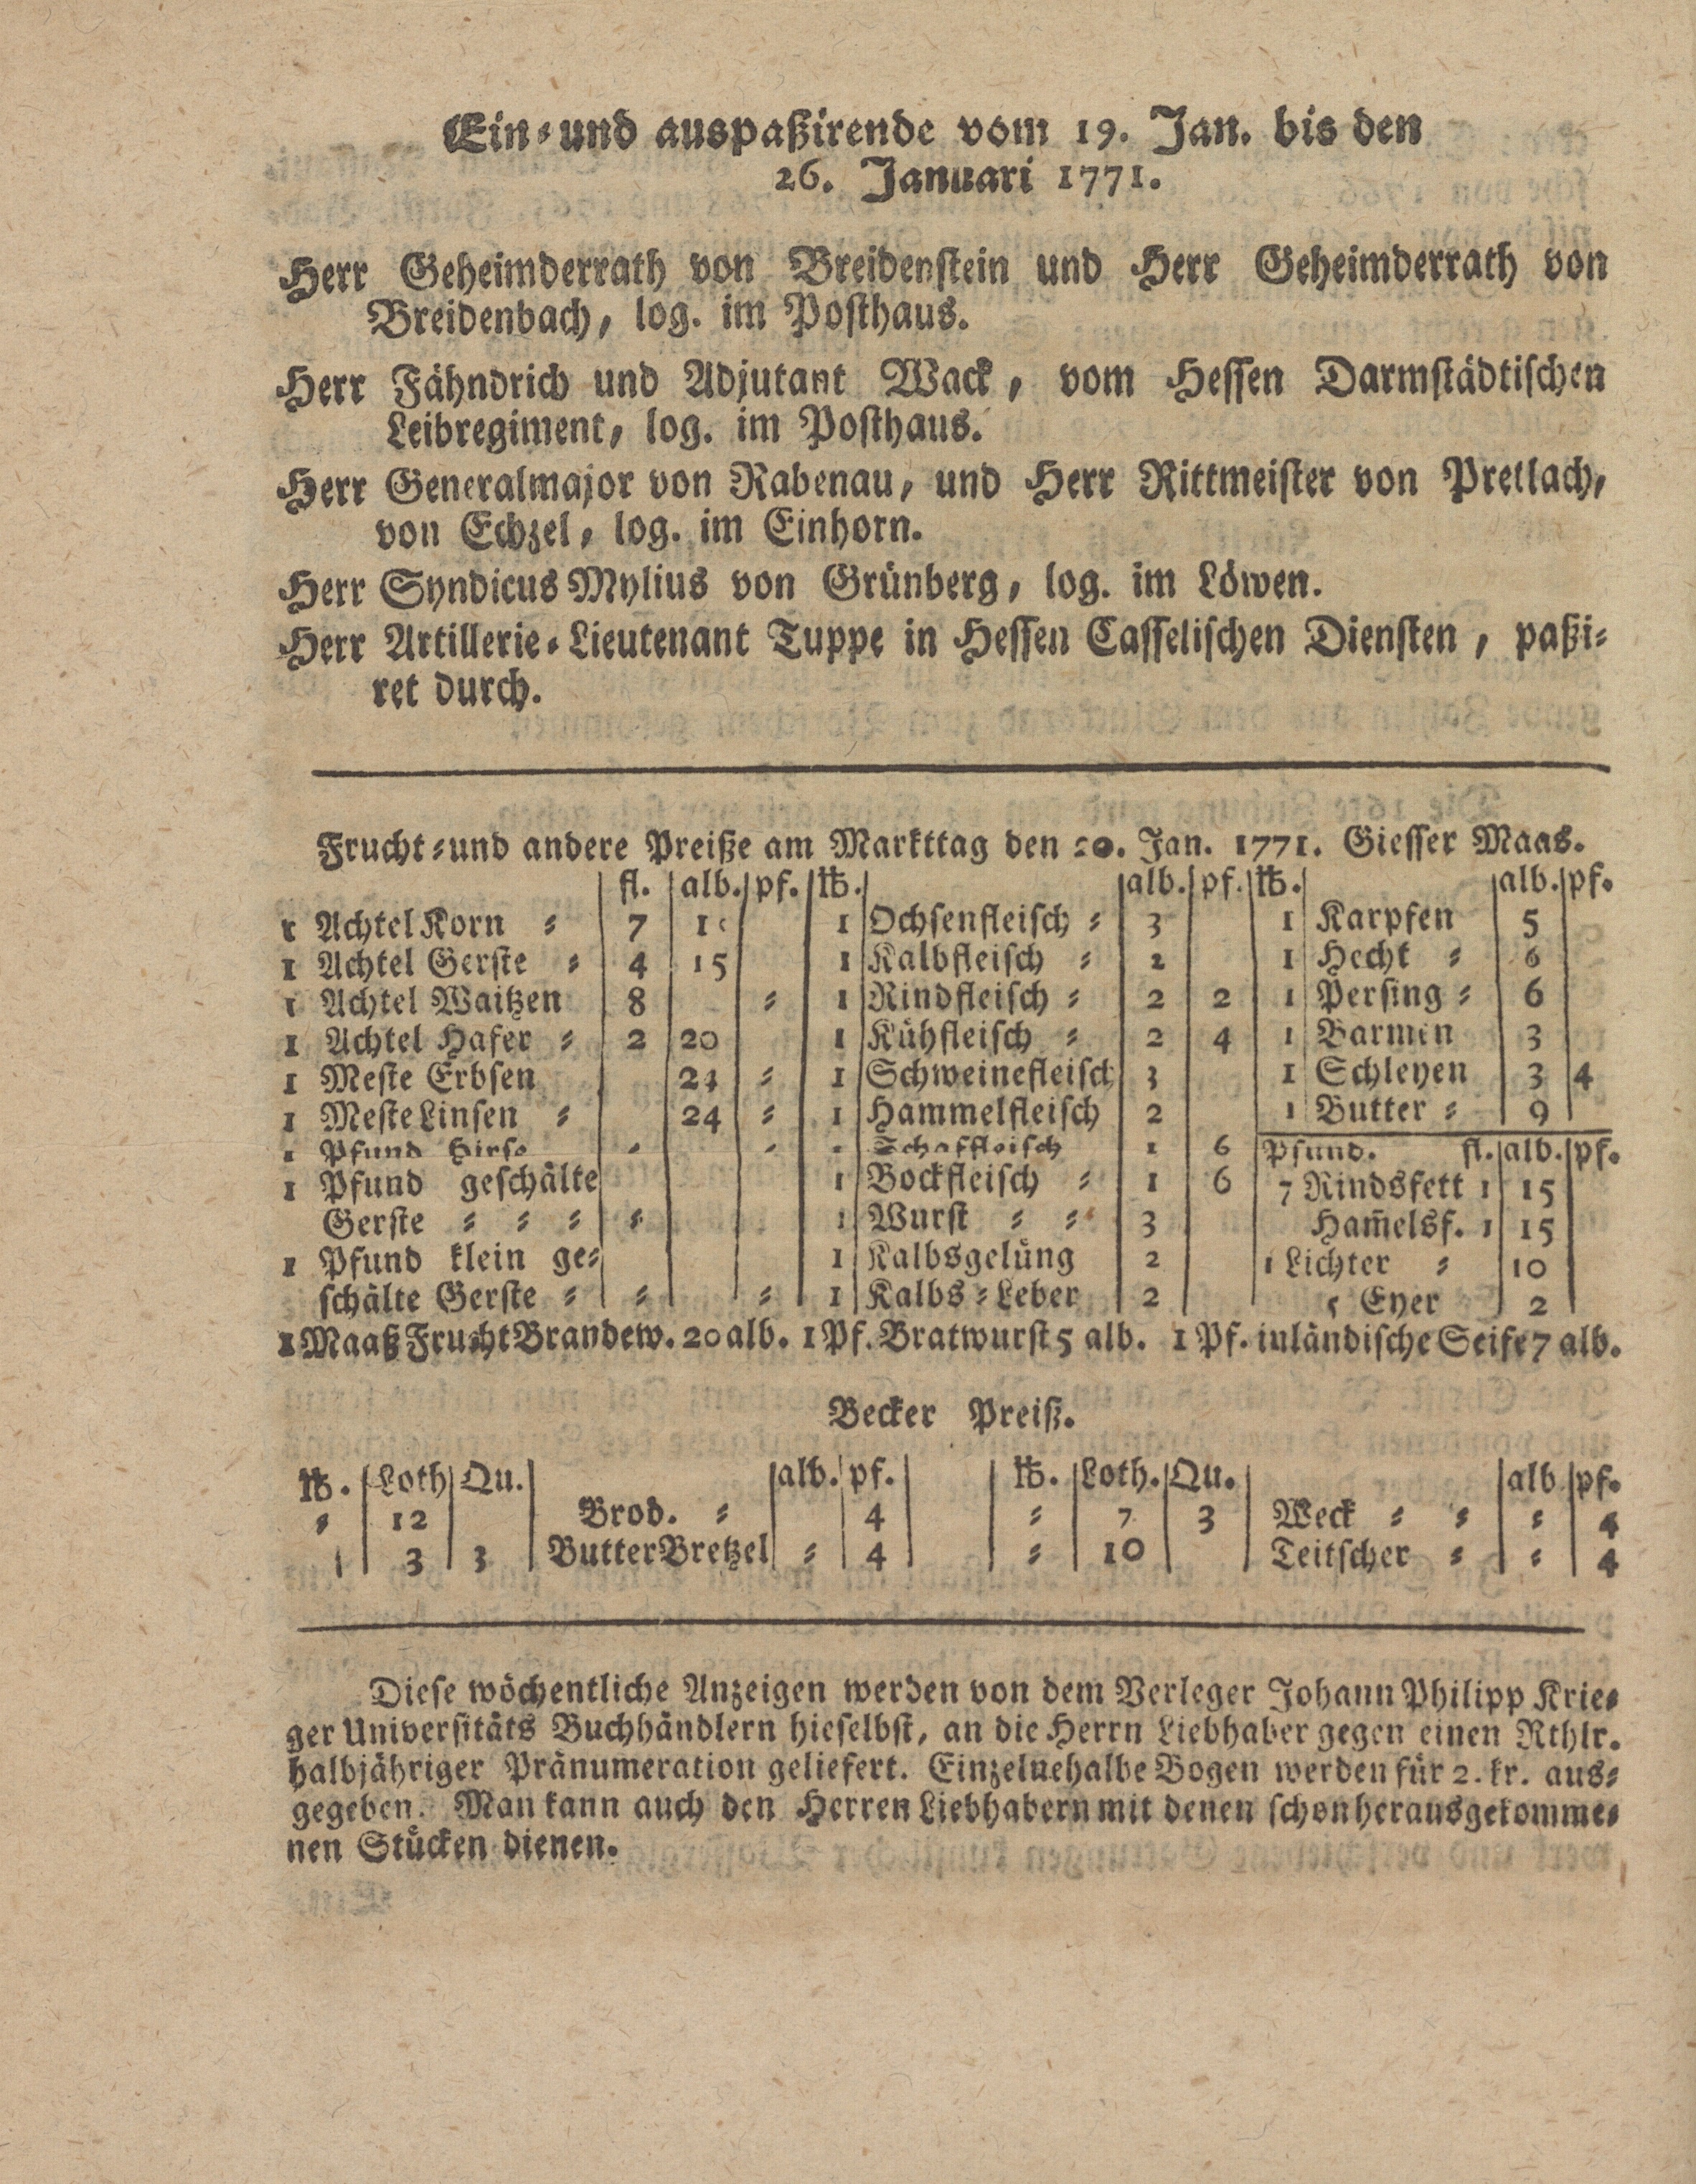 Ein⸗und auspaßirende vom 19. Jan. bis den
26. Januari 1771.
Herr Geheimderrath von Breidenstein und Herr Geheimderrath von
Breidenbach, log. im Posthaus.
Herr Fähndrich und Adjutant Wack, vom Hessen Darmstädtischen
Leibregiment, log. im Posthaus.
Herr Generalmajor von Rabenau, und Herr Rittmeister von Pretlach,
von Echzel, log. im Einhorn.
Herr Syndicus Mylius von Grünberg, log. im Löwen.
Herr Artillerie⸗Lieutenant Tuppe in Hessen Casselischen Diensten, paßi⸗
ret durch.
Frucht⸗und andere Preiße am Markttag den 20. Jan. 1771. Giesser Maas.
fl. alb. pf. ℔. alb. pf. ℔. alb. pf.
1 Achtel Korn ⸗ 7 1 Ochsenfleisch ⸗ 3 1 Karpfen 5
1 Achtel Gerste ⸗ 4 15 1 Kalbfleisch ⸗ 2 1 Hecht ⸗ 6
1 Achtel Waitzen 8 ⸗ 1 Rindfleisch ⸗ 2 2 1 Persing ⸗ 6
1 Achtel Hafer ⸗ 2 20 1 Kühfleisch ⸗ 2 4 1 Barmen 3
1 Meste Erbsen 24 ⸗ 1 Schweinefleisch 3 1 Schleyen 3 4
1 Meste Linsen ⸗ 24 ⸗ 1 Hammelfleisch 2 1 Butter ⸗ 9
1 Pfund Hirse ⸗ ⸗ 1 Schaffleisch 1 6 Pfund. fl. alb. pf.
1 Pfund geschälte 1 Bockfleisch ⸗ 1 6 7 Rindsfett 1 15
Gerste ⸗ ⸗ ⸗ ⸗ 1 Wurst ⸗ ⸗ 3 Ham̃elsf. 1 15
1 Pfund klein ge⸗ 1 Kalbsgelüng 2 1 Lichter ⸗ 10
schälte Gerste ⸗ ⸗ ⸗ 1 Kalbs⸗Leber 2 5 Eyer 2
1 Maaß Frucht Brandew. 20 alb. 1 Pf. Bratwurst 5 alb. 1 Pf. inländische Seife 7 alb.
Becker Preiß.
℔. Loth Qu. alb. pf. ℔. Loth. Qu. alb pf.
⸗ 12 Brod. ⸗ 4 ⸗ 7 3 Weck ⸗ ⸗ ⸗ 4
3 3 Butter Bretzel ⸗ 4 ⸗ 10 Teitscher ⸗ ⸗ 4
Diese wöchentliche Anzeigen werden von dem Verleger Johann Philipp Krie⸗
ger Universitäts Buchhändlern hieselbst, an die Herrn Liebhaber gegen einen Rthlr.
halbjähriger Pränumeration geliefert. Einzelnehalbe Bogen werden für 2. kr. aus⸗
gegeben. Man kann auch den Herren Liebhabern mit denen schon herausgekomme⸗
nen Stücken dienen.